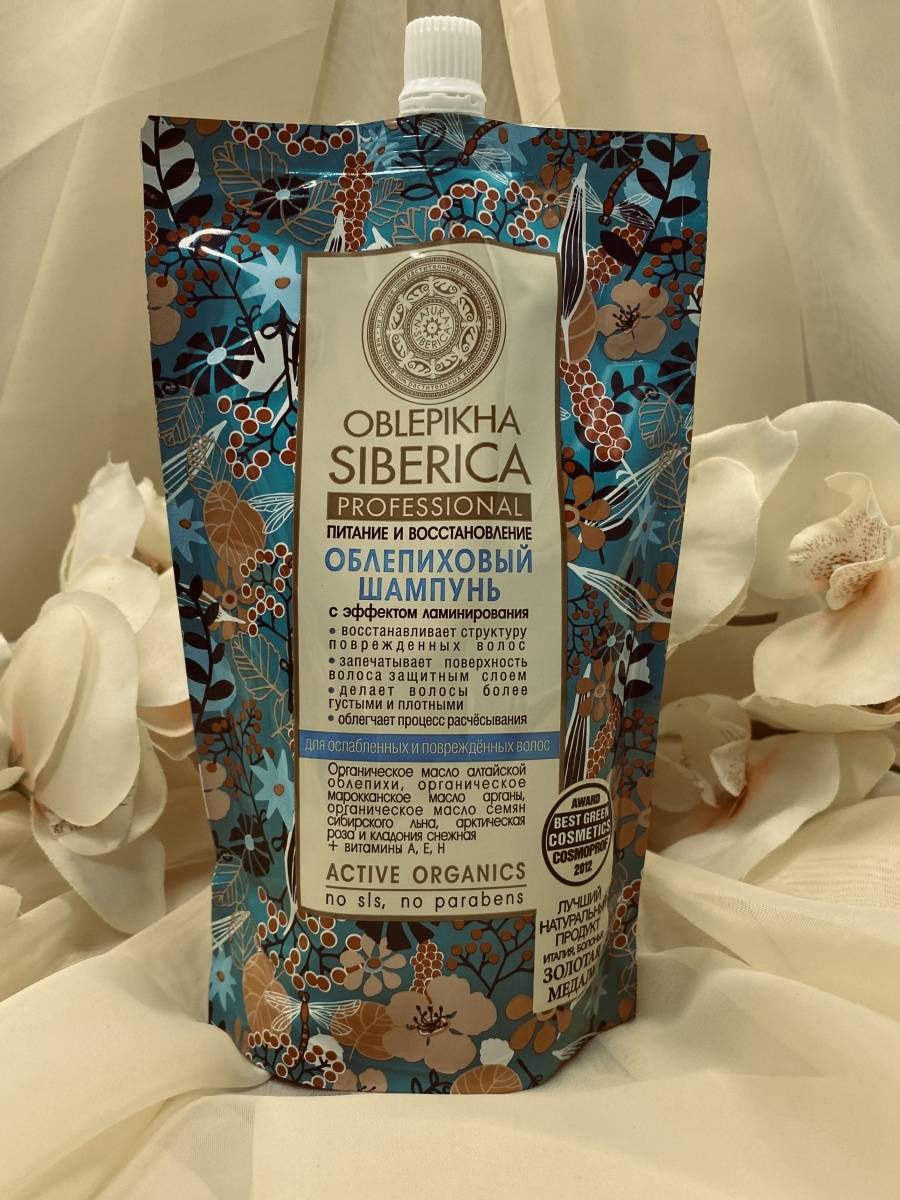 NATURA
SIBERICA
OBLEPIKHA
SIBERICA
PROFESSIONAL
ПИТАНИЕ И ВОССТАНОВЛЕНИЕ
ОБЛЕПИХОВЫЙ
ШАМПУНЬ
с эффектом ламинирования
• восстанавливает структуру
поврежденных волос
• запечатывает поверхность
волоса защитным слоем
• делает волосы более
густыми и плотными
• облегчает процесс расчёсывания
для ослабленных и повреждённых волос
Органическое масло алтайской
облепихи, органическое
марокканское масло арганы,
органическое масло семян
сибирского льна, арктическая
роза и кладония снежная
+ витамины А, Е, Н
ACTIVE ORGANICS
no sls, no parabens
AWARD
BEST GREEN
COSMETICS
COSMOPROF
2012
ЛУЧШИЙ
НАТУРАЛЬНЫЙ
ПРОДУКТ
ИТАЛИЯ, БОЛОНЬЯ
ЗОЛОТАЯ
МЕДАЛЬ